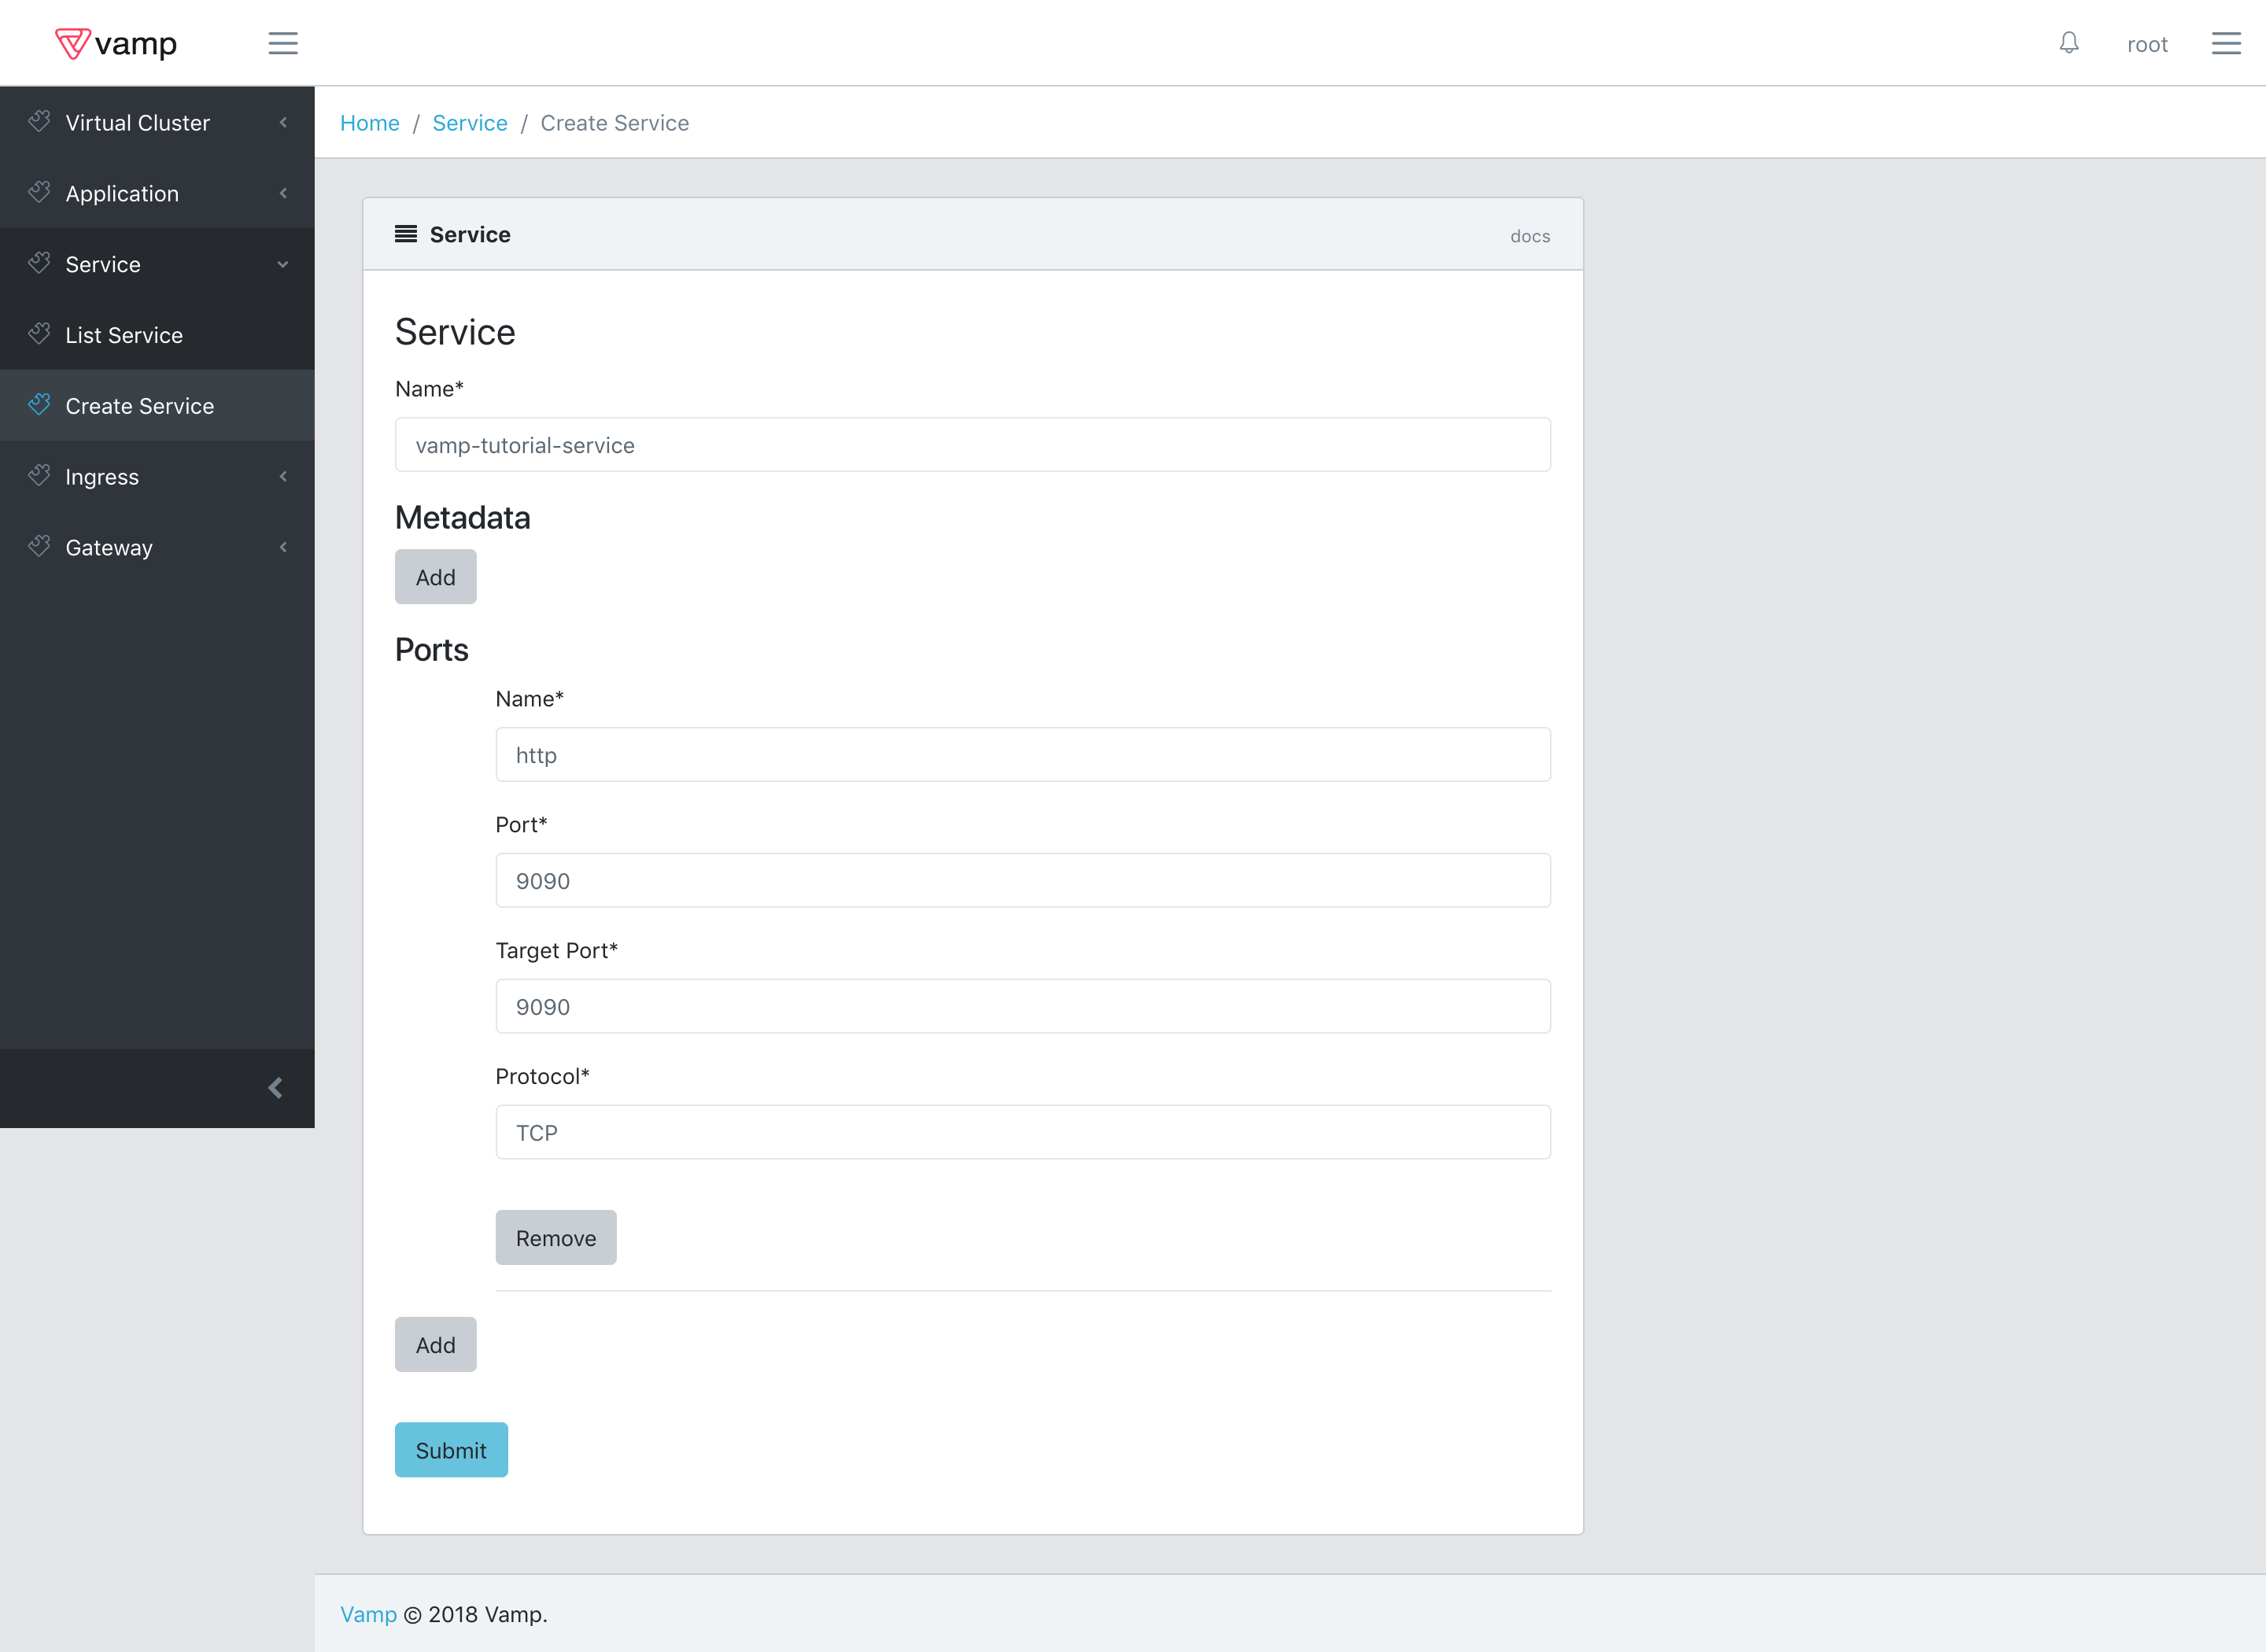 vamp
root
Virtual Cluster
Application
Service
List Service
Create Service
Ingress
Gateway
Home / Service / Create Service
Service
docs
Service
Name*
vamp-tutorial-service
Metadata
Add
Ports
Name*
http
Port*
9090
Target Port*
9090
Protocol*
TCP
Remove
Add
Submit
Vamp © 2018 Vamp.